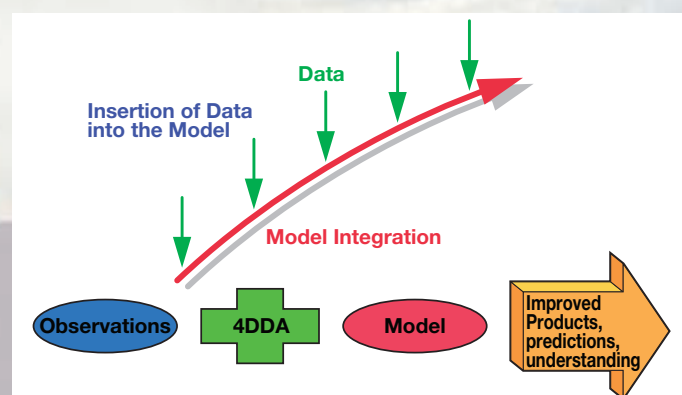 Data
Insertion of Data
into the Model
Model Integration
Observations
4DDA
Model
Improved
Products,
predictions,
understanding